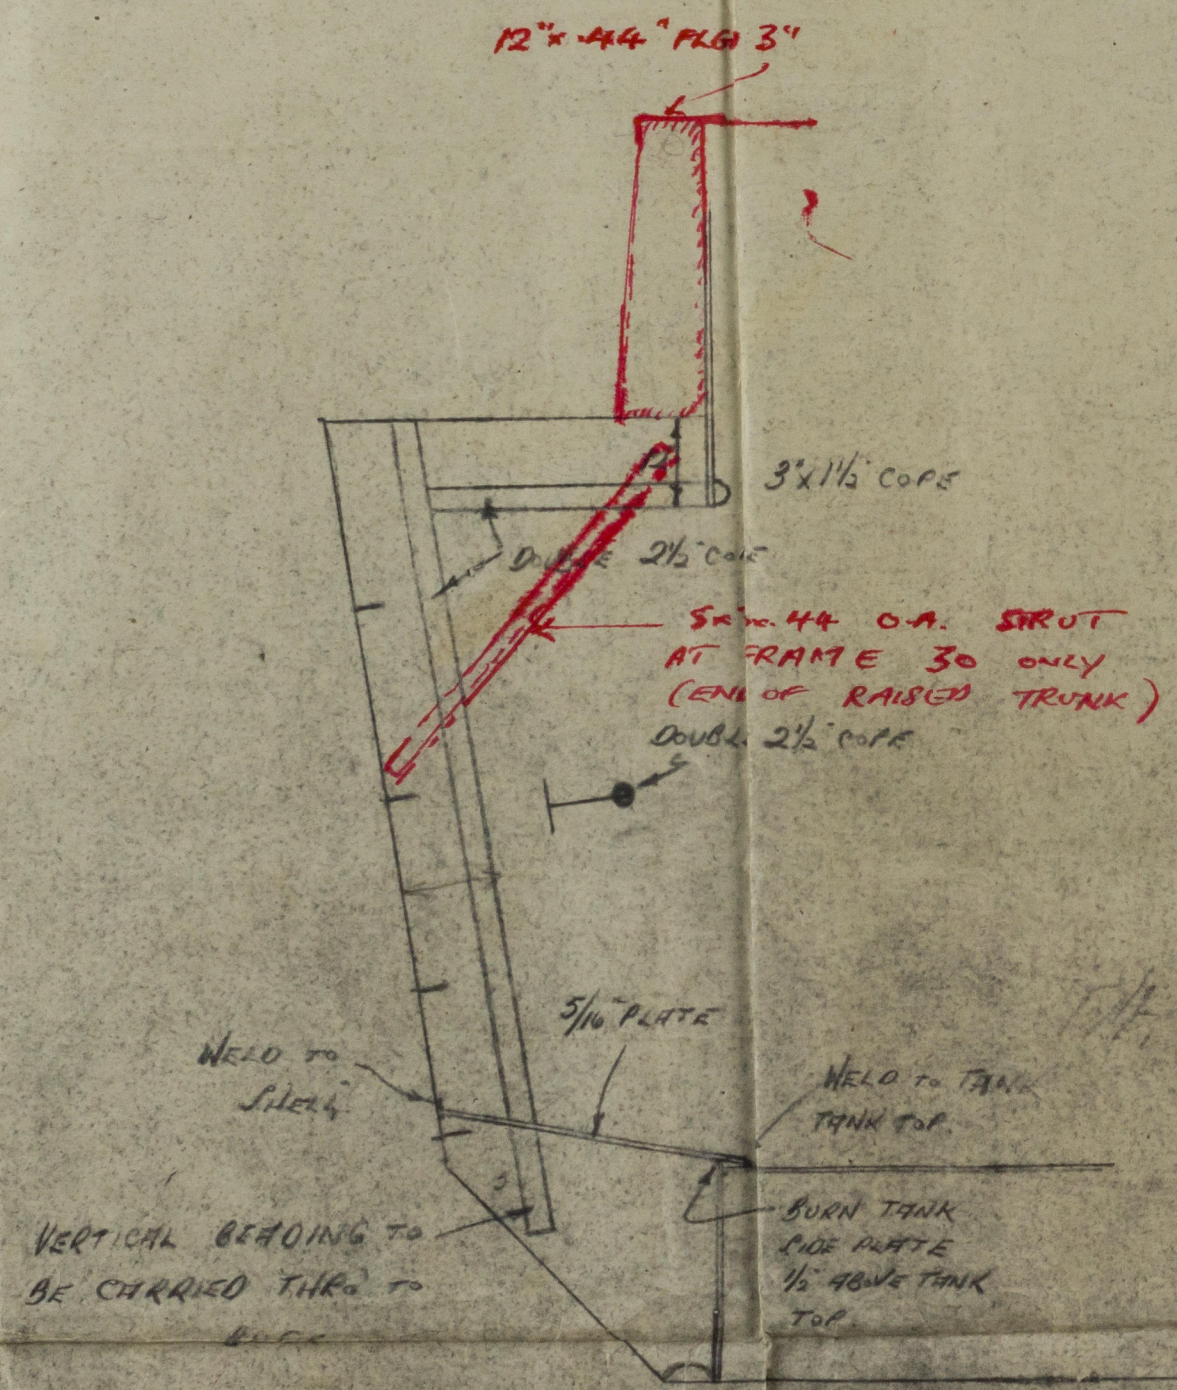 12" x .44" FLG 3"
12"
3" x 1½" COPE
DOUBLE 2½" COPE
.44 O.A. STRUT
AT FRAME 30 ONLY
(END OF RAISED TRUNK)
DOUBL. 2½" COPE
5/16" PLATE
WELD TO
SHELL
WELD TO TANK
TANK TOP.
VERTICAL BEADING TO
BE CARRIED THRO TO
BURN TANK
SIDE PLATE
½" ABOVE TANK
TOP.